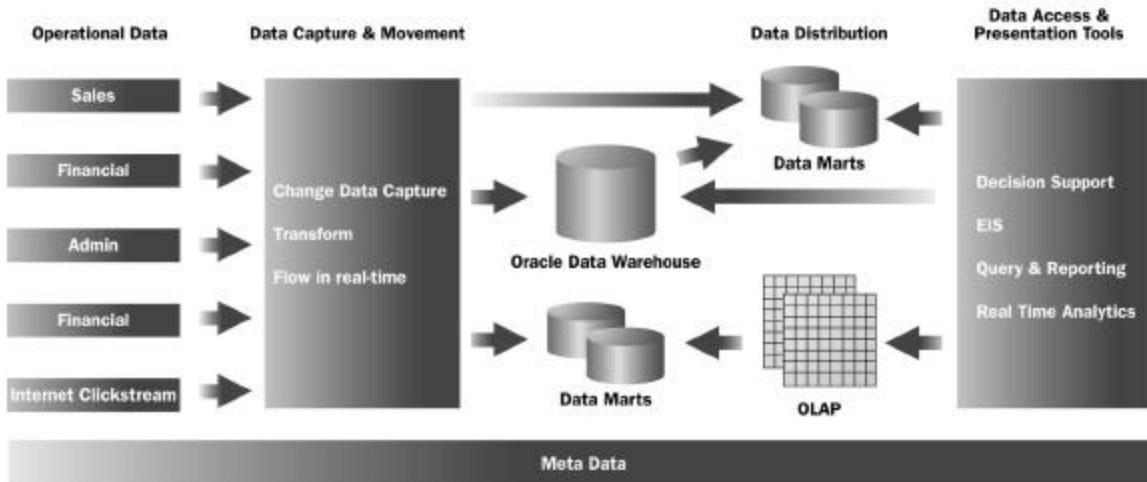 Operational Data
Data Capture & Movement
Data Distribution
Data Access &
Presentation Tools
Sales
Financial
Admin
Financial
Internet Clickstream
Change Data Capture
Transform
Flow in real-time
Data Marts
Oracle Data Warehouse
Data Marts
OLAP
Decision Support
EIS
Query & Reporting
Real Time Analytics
Meta Data